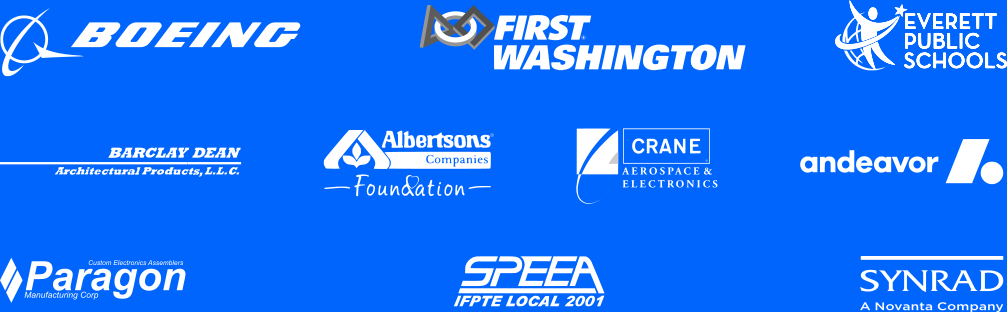 BOEING
FIRST
WASHINGTON
EVERETT
PUBLIC
SCHOOLS
BARCLAY DEAN
Architectural Products, L.L.C.
Albertsons®
Companies
Foundation
CRANE
AEROSPACE &
ELECTRONICS
andeavor
Custom Electronics Assemblers
Paragon
Manufacturing Corp
SPEEA
IFPTE LOCAL 2001
SYNRAD
A Novanta Company